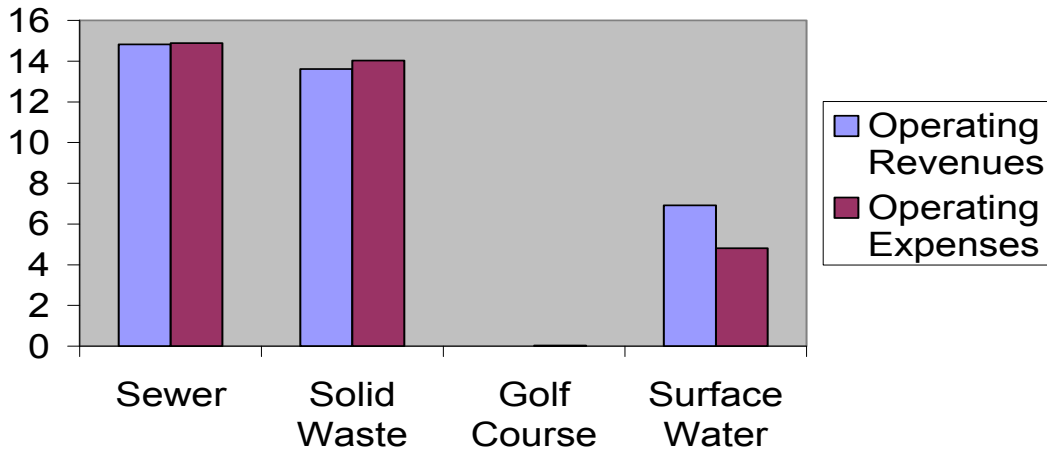 16
14
12
10
8
6
4
2
0
Sewer
Solid
Waste
Golf
Course
Surface
Water
Operating
Revenues
Operating
Expenses